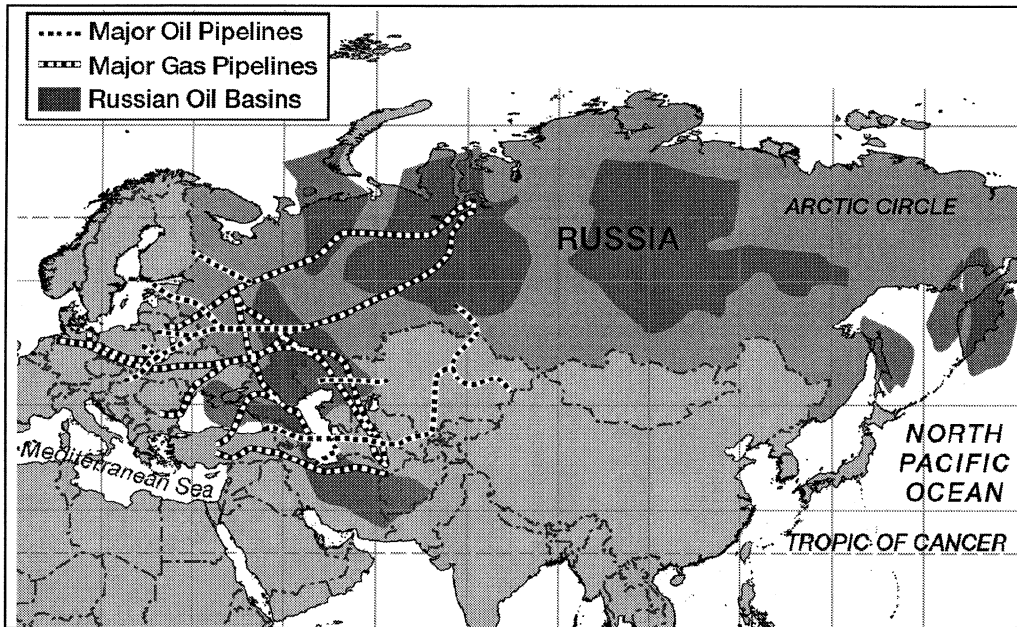 Major Oil Pipelines
Major Gas Pipelines
Russian Oil Basins
ARCTIC CIRCLE
RUSSIA
Mediterranean Sea
NORTH
PACIFIC
OCEAN
TROPIC OF CANCER